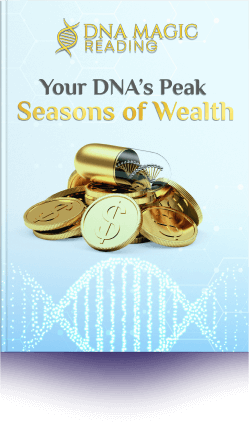 DNA MAGIC
READING
Your DNA's Peak
Seasons of Wealth